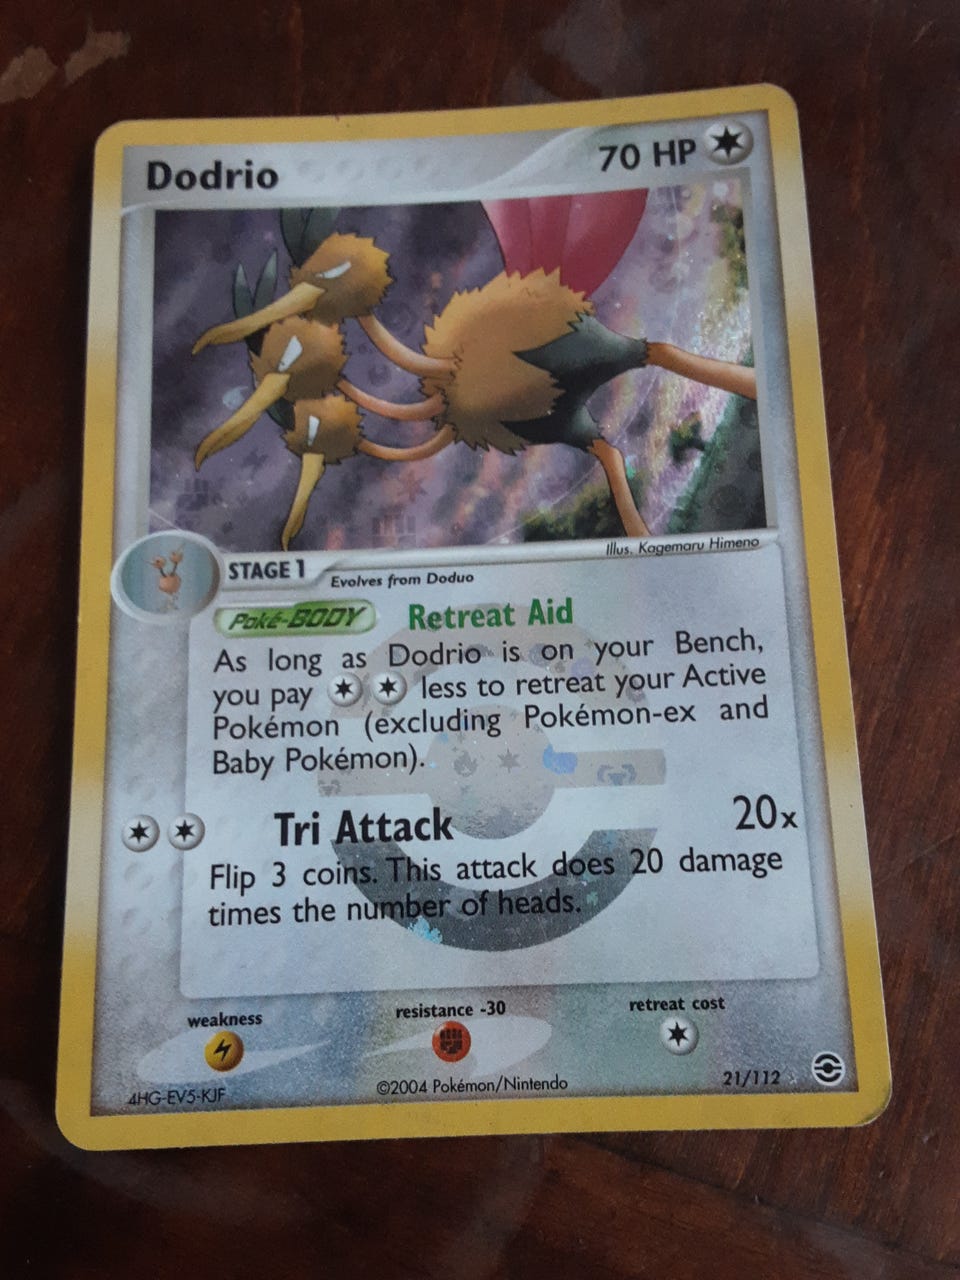 Dodrio
70 HP
Illus. Kagemaru Himeno
STAGE 1
Evolves from Doduo
Poké-BODY Retreat Aid
As long as Dodrio is on your Bench,
you pay less to retreat your Active
Pokémon (excluding Pokémon-ex and
Baby Pokémon).
Tri Attack 20x
Flip 3 coins. This attack does 20 damage
times the number of heads.
weakness
resistance -30
retreat cost
4HG-EV5-KJF
©2004 Pokémon/Nintendo
21/112